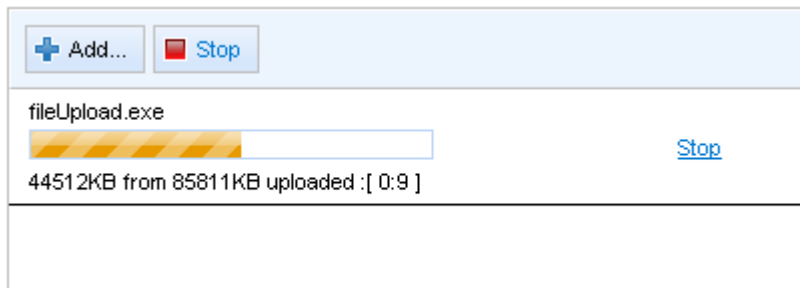 Add... Stop
fileUpload.exe
Stop
44512KB from 85811KB uploaded :[ 0:9 ]